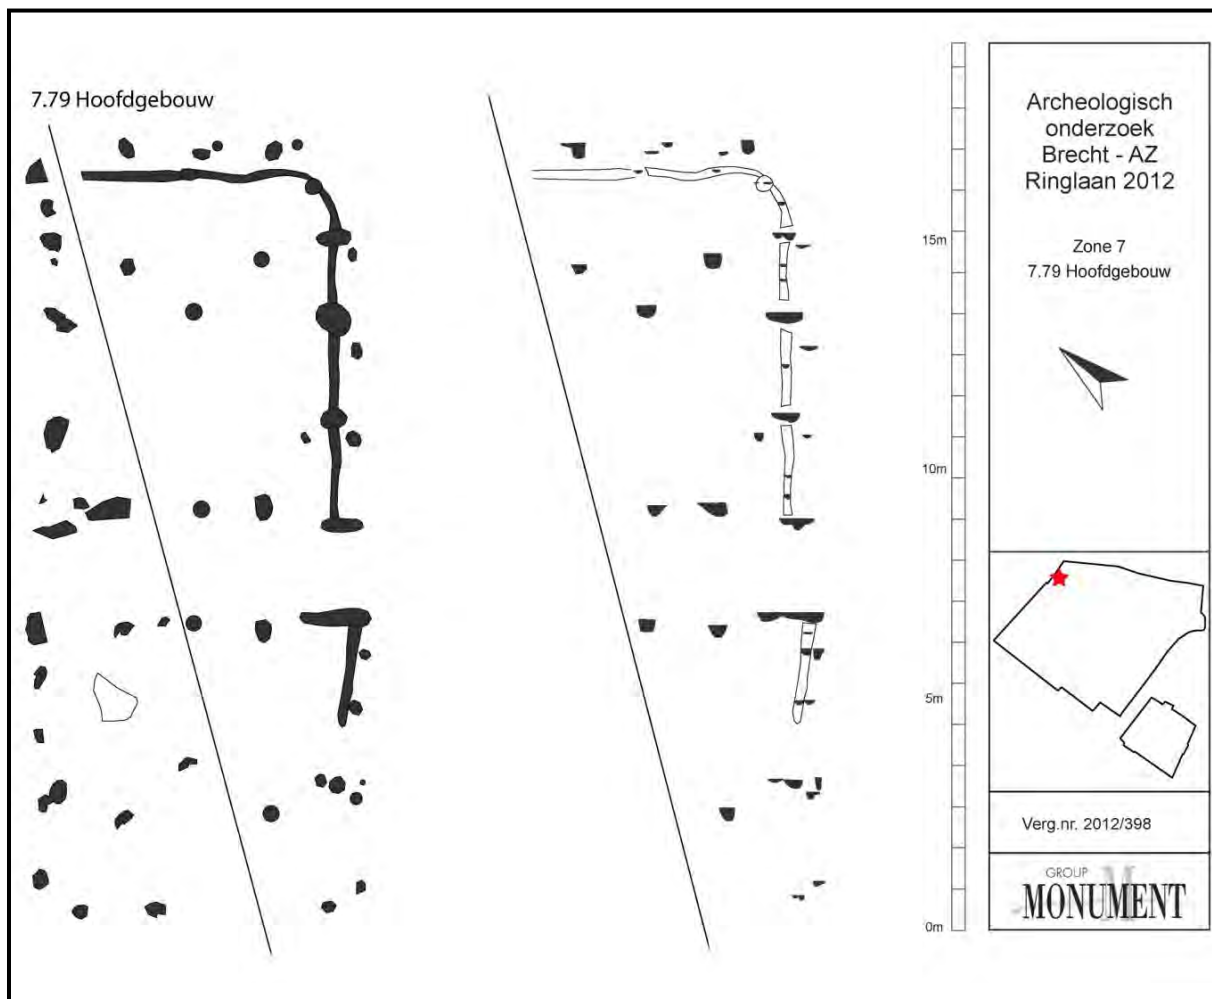 7.79 Hoofdgebouw
15m
10m
5m
0m
Archeologisch
onderzoek
Brecht - AZ
Ringlaan 2012
Zone 7
7.79 Hoofdgebouw
Verg.nr. 2012/398
GROUP
MONUMENT